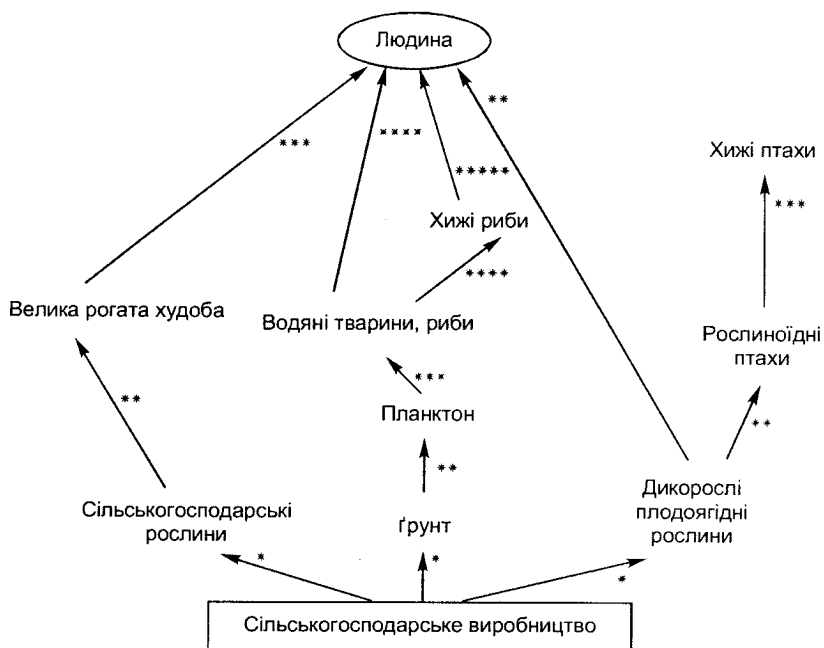 Людина
**
***
****
Хижі птахи
*****
***
Хижі риби
****
Велика рогата худоба
Водяні тварини, риби
Рослиноїдні
птахи
***
**
Планктон
**
**
Сільськогосподарські
рослини
Ґрунт
Дикорослі
плодоягідні
рослини
*
*
*
Сільськогосподарське виробництво